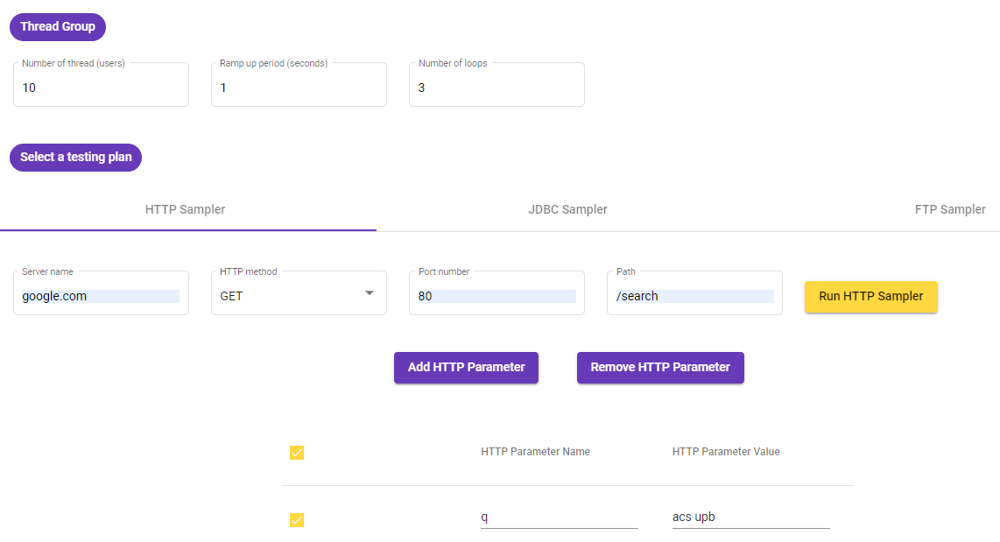 Thread Group
Number of thread (users)
Ramp up period (seconds)
Number of loops
10
1
3
Select a testing plan
HTTP Sampler
JDBC Sampler
FTP Sampler
Server name
HTTP method
Port number
Path
google.com
GET
80
/search
Run HTTP Sampler
Add HTTP Parameter
Remove HTTP Parameter
HTTP Parameter Name
HTTP Parameter Value
q
acs upb